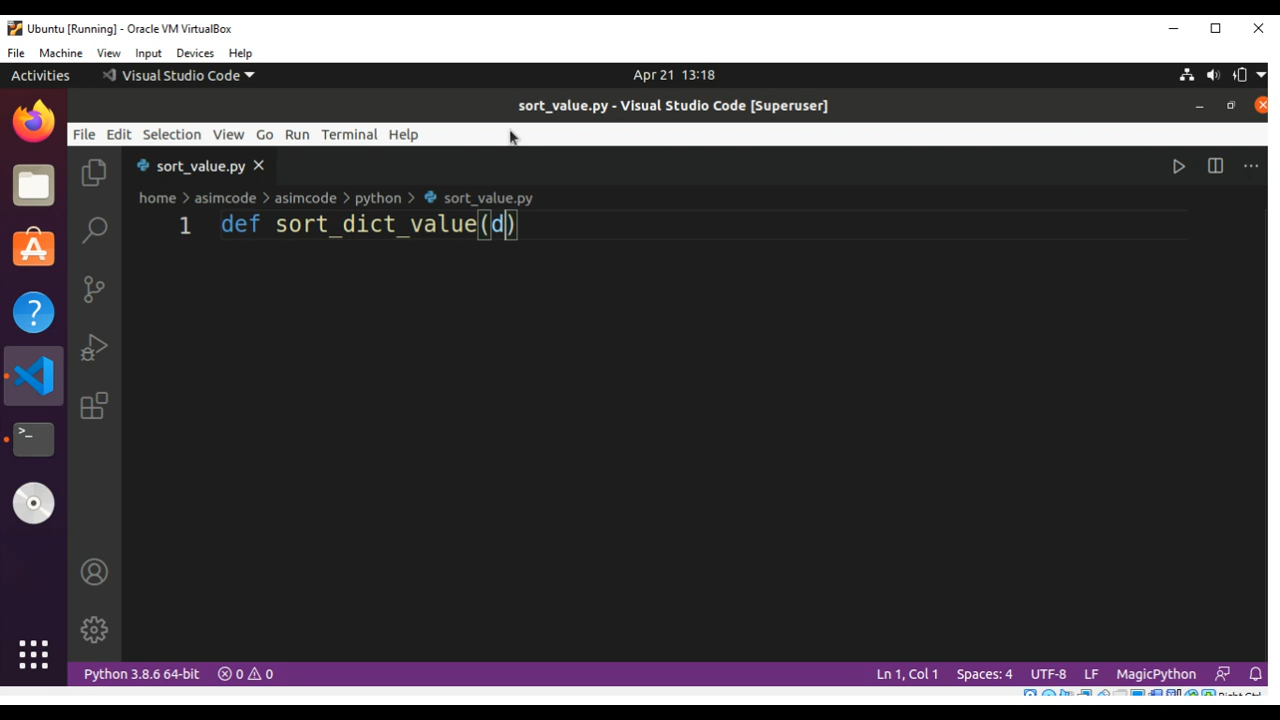 Ubuntu [Running] - Oracle VM VirtualBox
File Machine View Input Devices Help
Activities Visual Studio Code Apr 21 13:18
sort_value.py - Visual Studio Code [Superuser]
File Edit Selection View Go Run Terminal Help
sort_value.py
home > asimcode > asimcode > python > sort_value.py
1 def sort_dict_value(d)
Python 3.8.6 64-bit 0 0 Ln 1, Col 1 Spaces: 4 UTF-8 LF MagicPython